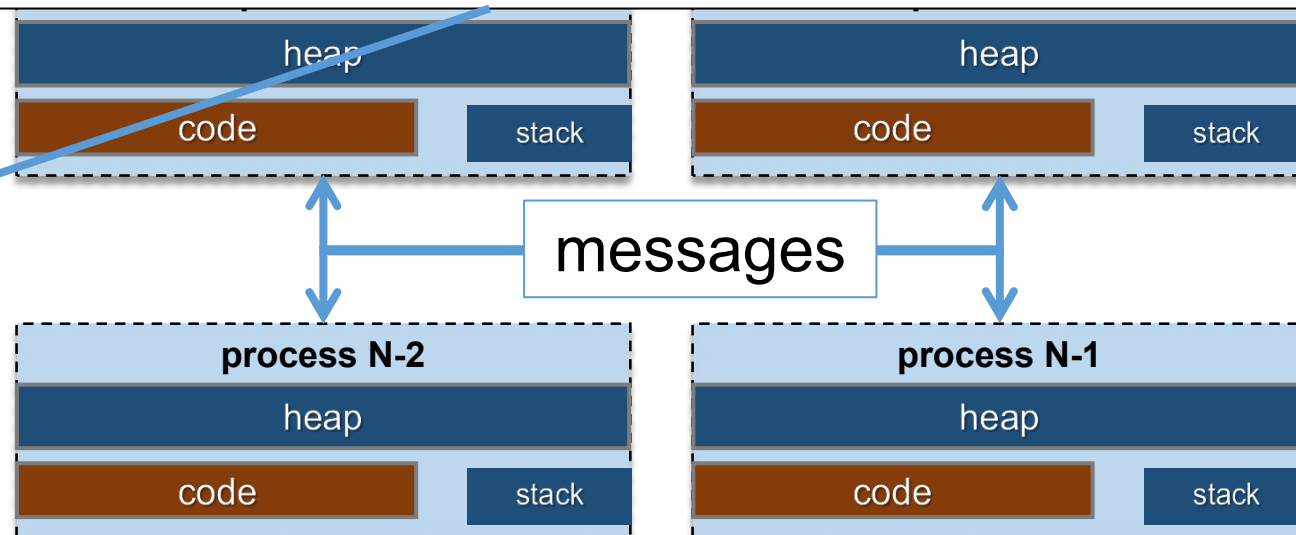 heap heap
code stack code stack
messages
process N-2 process N-1
heap heap
code stack code stack